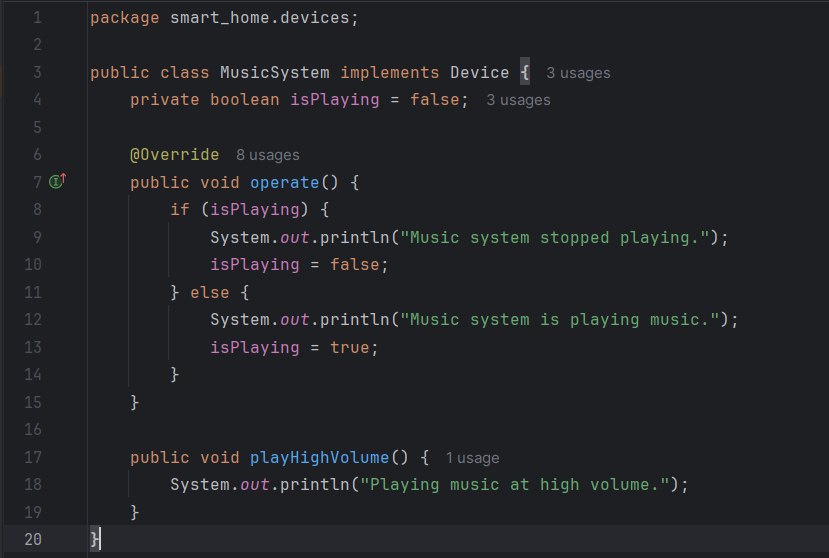 1 package smart_home.devices;
2
3 public class MusicSystem implements Device { 3 usages
4     private boolean isPlaying = false; 3 usages
5
6     @Override 8 usages
7     public void operate() {
8         if (isPlaying) {
9             System.out.println("Music system stopped playing.");
10             isPlaying = false;
11         } else {
12             System.out.println("Music system is playing music.");
13             isPlaying = true;
14         }
15     }
16
17     public void playHighVolume() { 1 usage
18         System.out.println("Playing music at high volume.");
19     }
20 }